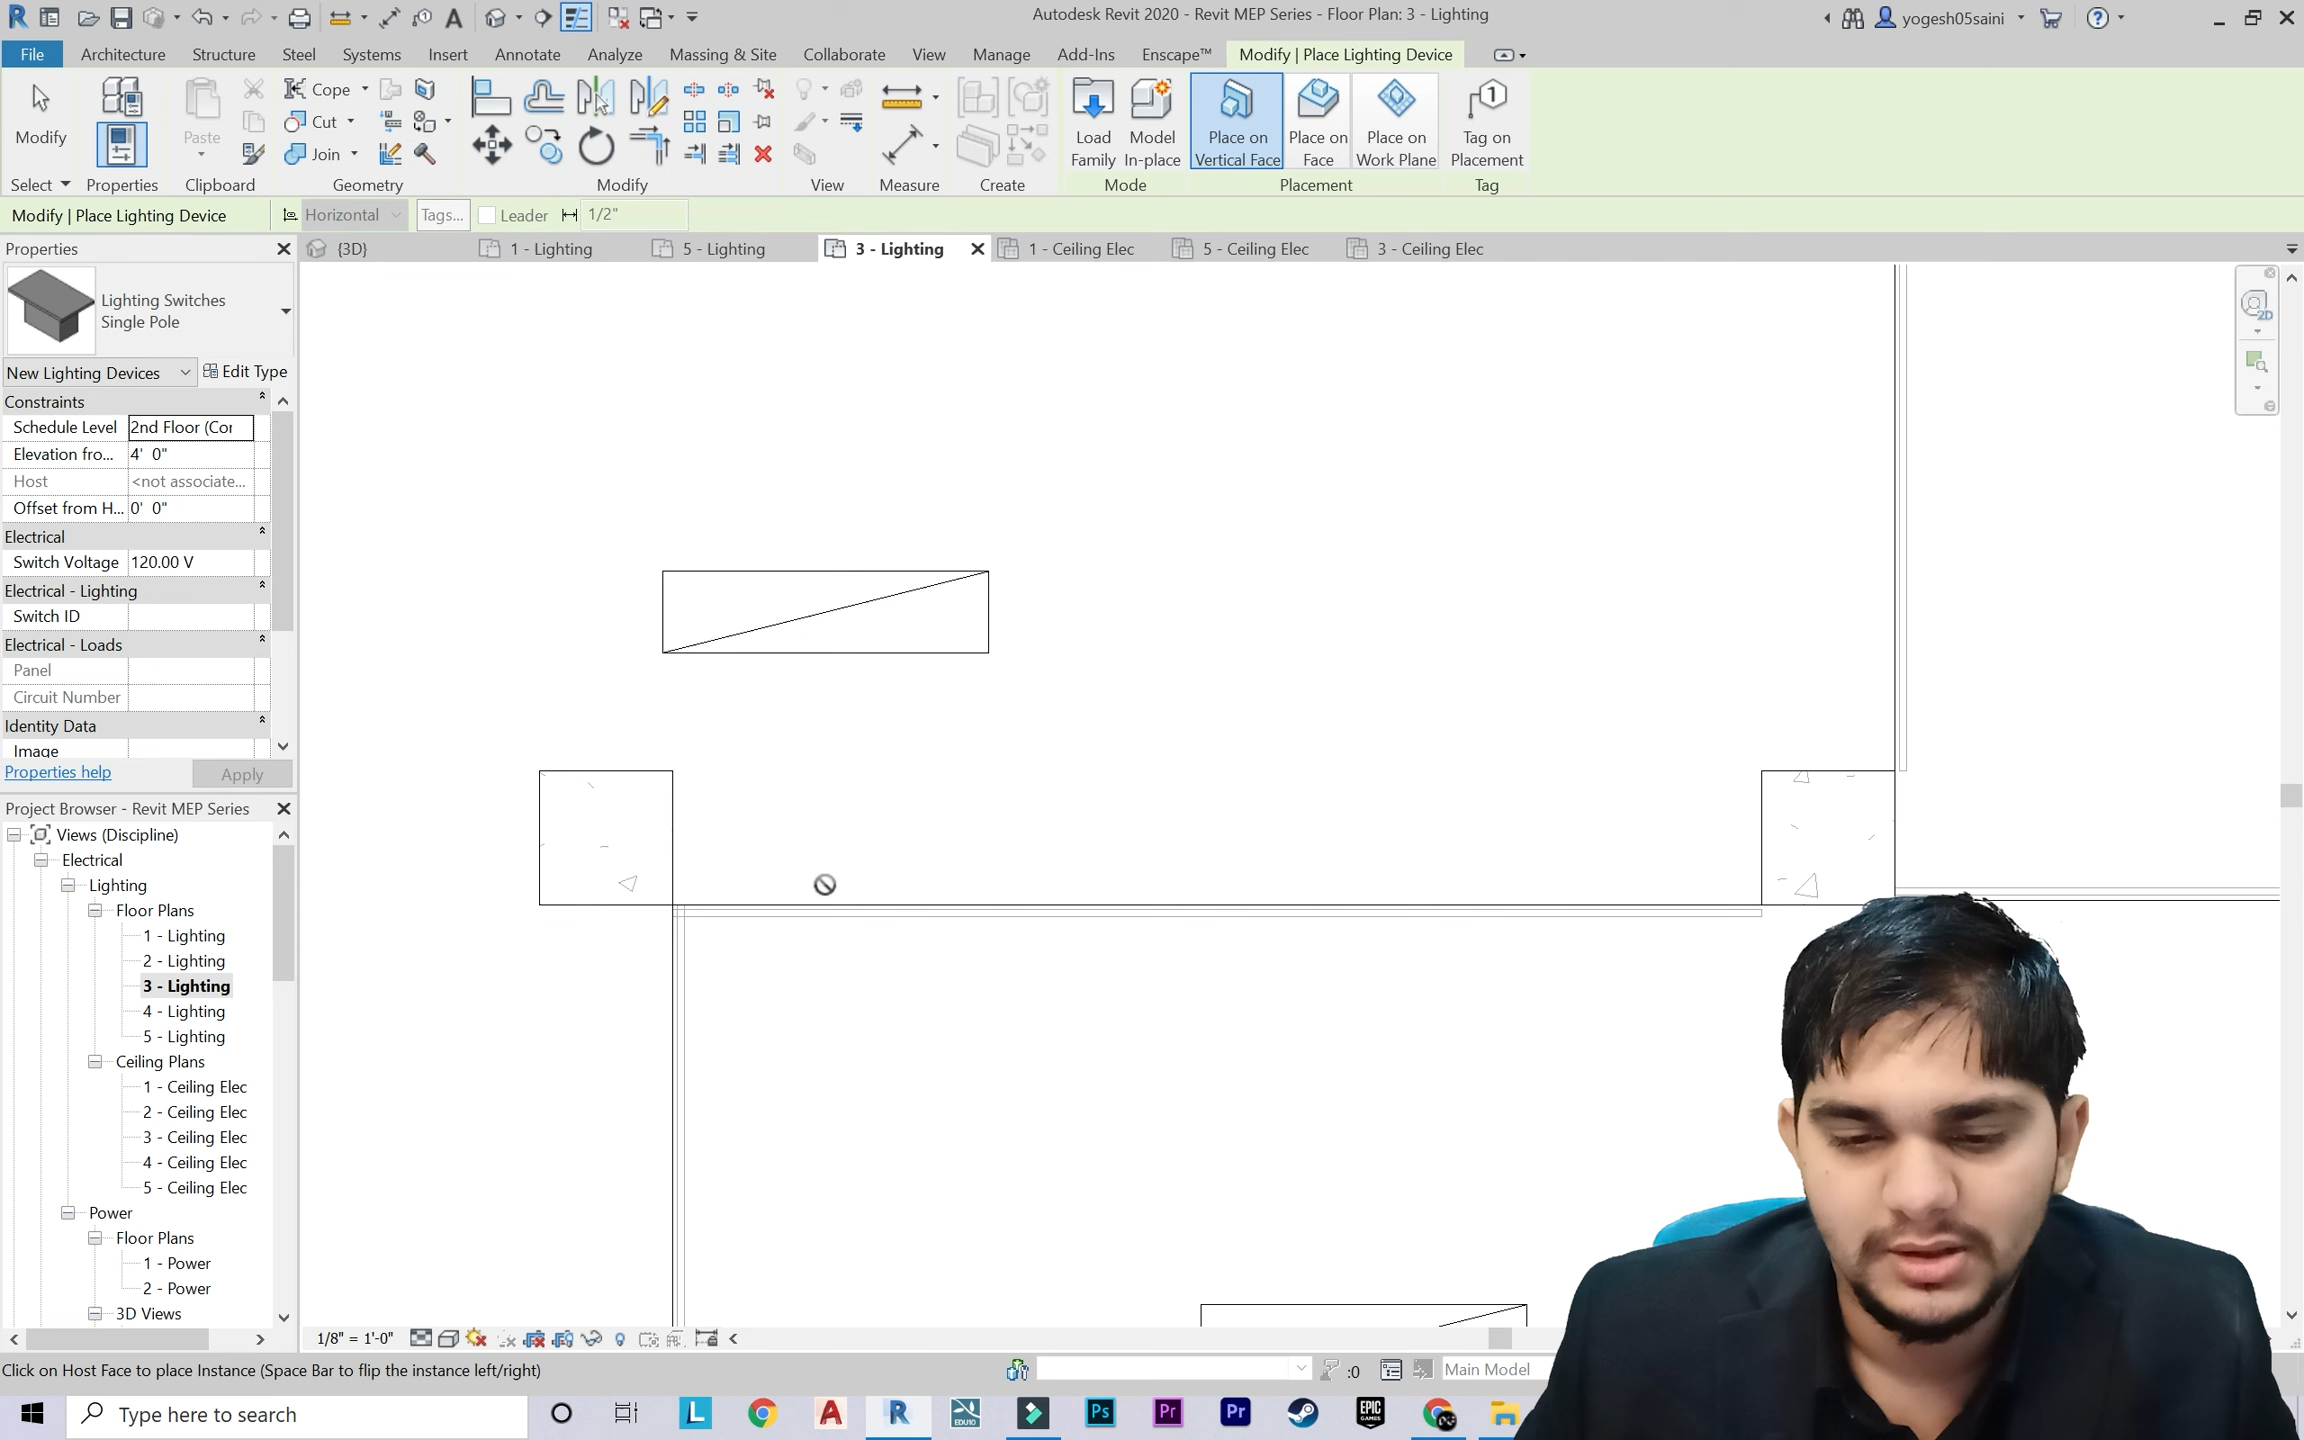 Autodesk Revit 2020 - Revit MEP Series - Floor Plan: 3 - Lighting
yogesh05saini
File Architecture Structure Steel Systems Insert Annotate Analyze Massing & Site Collaborate View Manage Add-Ins Enscape™ Modify | Place Lighting Device
Modify
Paste
Cope
Cut
Join
Load Family
Model In-place
Place on Vertical Face
Place on Face
Place on Work Plane
Tag on Placement
Select Properties Clipboard Geometry Modify View Measure Create Mode Placement Tag
Modify | Place Lighting Device Horizontal Tags... Leader 1/2"
Properties
{3D} 1 - Lighting 5 - Lighting 3 - Lighting 1 - Ceiling Elec 5 - Ceiling Elec 3 - Ceiling Elec
Lighting Switches
Single Pole
New Lighting Devices Edit Type
Constraints
Schedule Level 2nd Floor (Cor
Elevation fro... 4' 0"
Host <not associate...
Offset from H... 0' 0"
Electrical
Switch Voltage 120.00 V
Electrical - Lighting
Switch ID
Electrical - Loads
Panel
Circuit Number
Identity Data
Image
Properties help Apply
Project Browser - Revit MEP Series
Views (Discipline)
Electrical
Lighting
Floor Plans
1 - Lighting
2 - Lighting
3 - Lighting
4 - Lighting
5 - Lighting
Ceiling Plans
1 - Ceiling Elec
2 - Ceiling Elec
3 - Ceiling Elec
4 - Ceiling Elec
5 - Ceiling Elec
Power
Floor Plans
1 - Power
2 - Power
3D Views
2D
1/8" = 1'-0"
Click on Host Face to place Instance (Space Bar to flip the instance left/right)
:0 Main Model
Type here to search
L A R EDU10 Ps Pr Pr EPIC GAMES